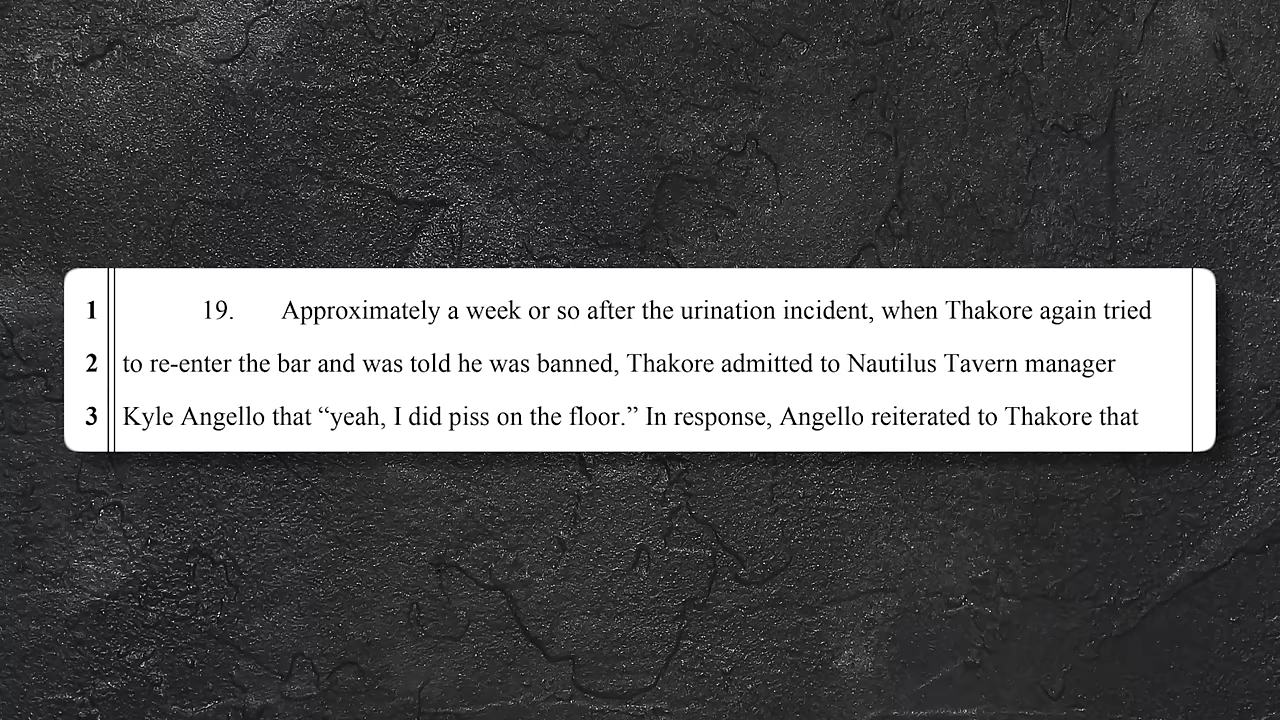 1 19. Approximately a week or so after the urination incident, when Thakore again tried
2 to re-enter the bar and was told he was banned, Thakore admitted to Nautilus Tavern manager
3 Kyle Angello that “yeah, I did piss on the floor.” In response, Angello reiterated to Thakore that